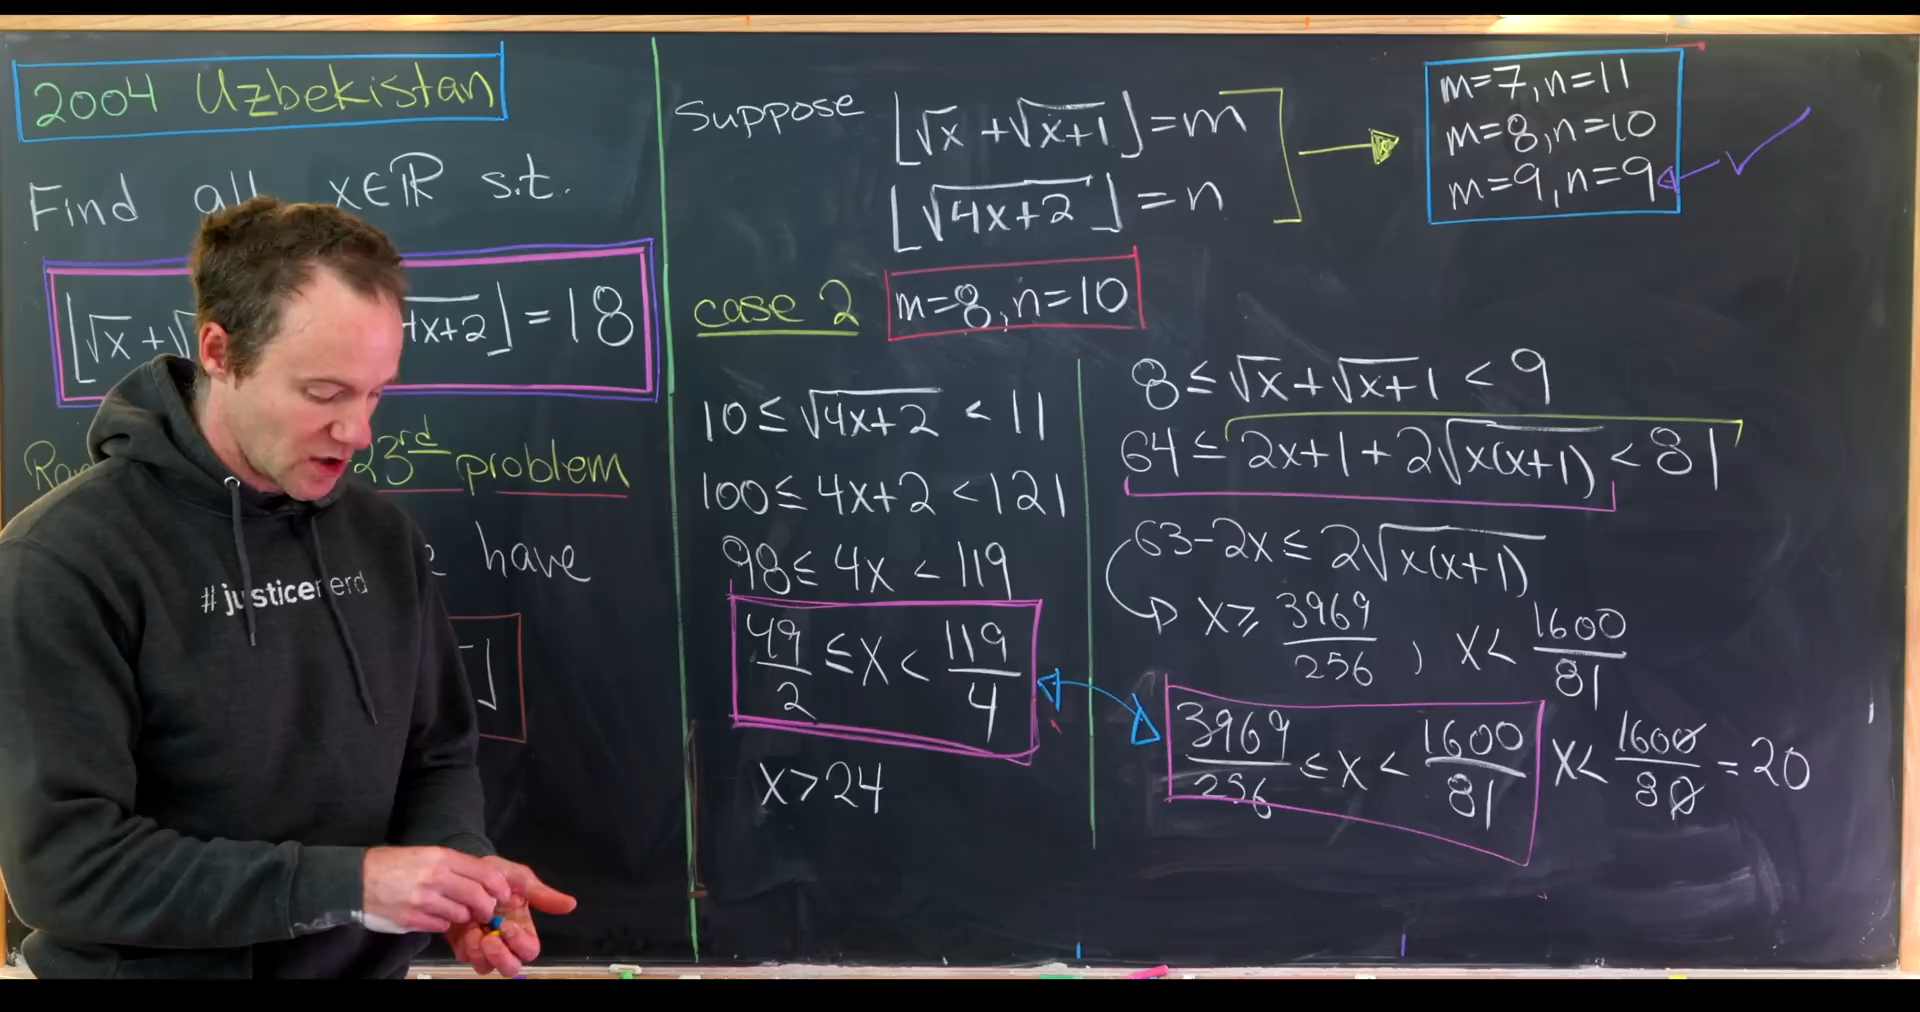 2004 Uzbekistan
Find all x∈ℝ s.t.
⌊√x + √ +x+2⌋ = 18
23rd problem
have
#justicenerd
Suppose ⌊√x + √x+1⌋ = m
⌊√4x+2⌋ = n
m=7, n=11
m=8, n=10
m=9, n=9 ✓
case 2 m=8, n=10
10 ≤ √4x+2 < 11
100 ≤ 4x+2 < 121
98 ≤ 4x < 119
49/2 ≤ x < 119/4
x > 24
8 ≤ √x + √x+1 < 9
64 ≤ 2x+1 + 2√x(x+1) < 81
63-2x ≤ 2√x(x+1)
x ≥ 3969/256 , x < 1600/81
3969/256 ≤ x < 1600/81 x < 1600/80 = 20